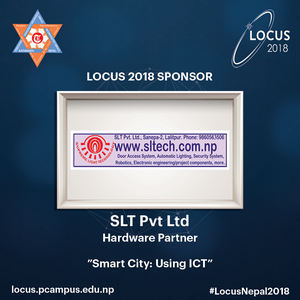 LOCUS
2018
LOCUS 2018 SPONSOR
SLT Pvt. Ltd., Sanepa-2, Lalitpur. Phone: 9860561506
www.sltech.com.np
Door Access System, Automatic Lighting, Security System,
Robotics, Electronic engineering/project components, more..
SLT Pvt Ltd
Hardware Partner
"Smart City: Using ICT"
locus.pcampus.edu.np
#LocusNepal2018